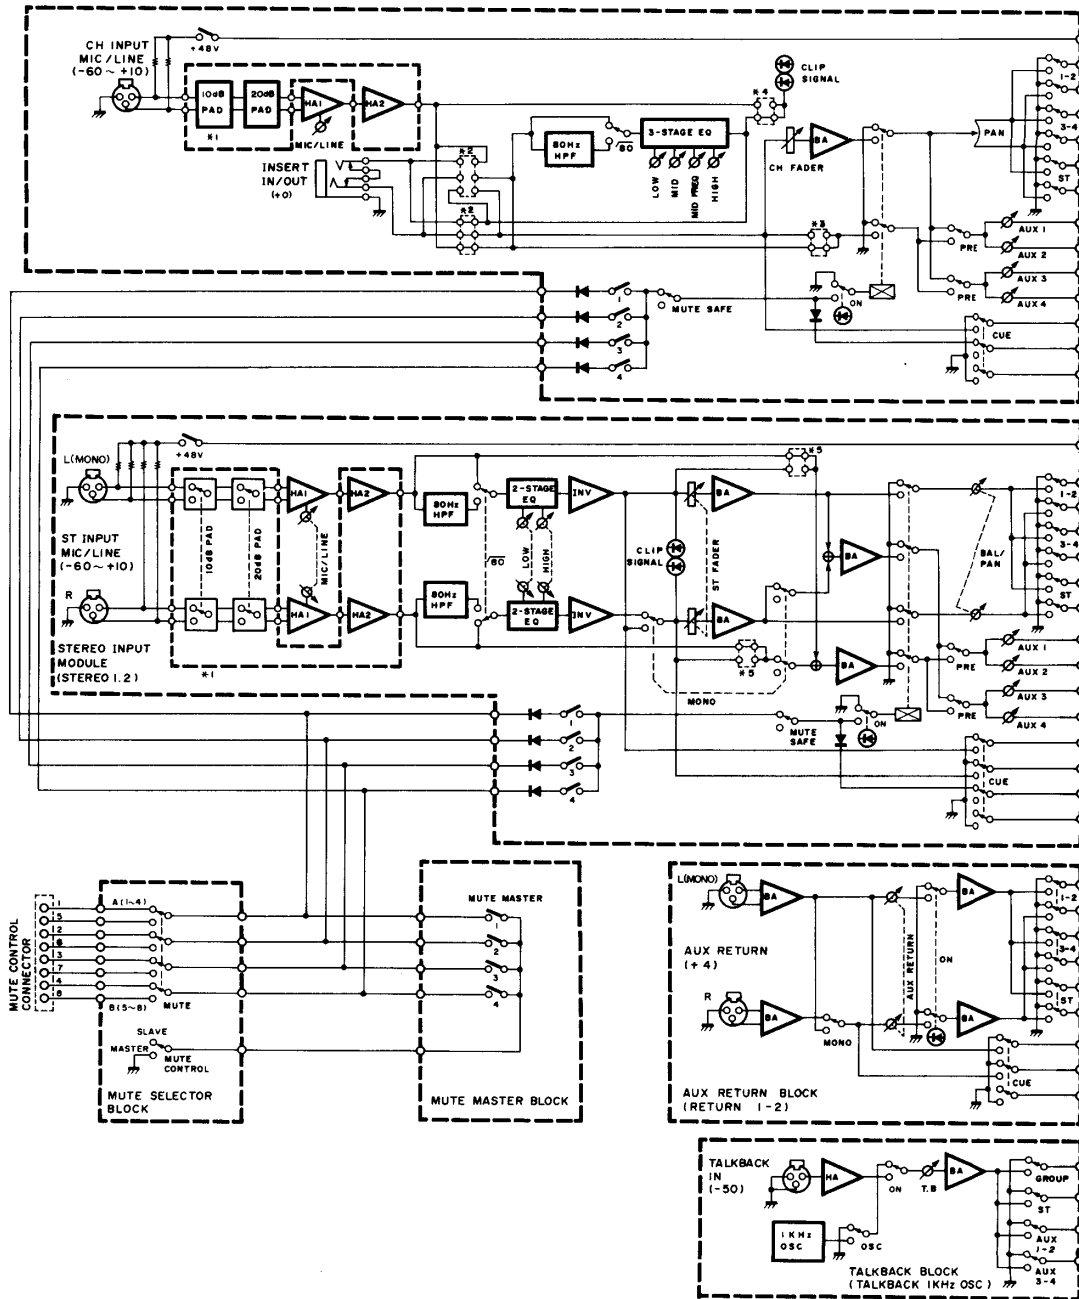 CH INPUT
MIC/LINE
(-60 ~ +10)
+48V
10dB
PAD
20dB
PAD
*1
HA1
HA2
MIC/LINE
INSERT
IN/OUT
(+0)
*2
*2
80Hz
HPF
/80
3-STAGE EQ
LOW
MID
MID FREQ
HIGH
*4
CLIP
SIGNAL
CH FADER
BA
*3
PAN
1-2
3-4
ST
AUX 1
AUX 2
AUX 3
AUX 4
PRE
PRE
1
2
3
4
MUTE SAFE
ON
CUE
L(MONO)
+48V
ST INPUT
MIC/LINE
(-60 ~ +10)
R
STEREO INPUT
MODULE
(STEREO 1.2)
10dB PAD
20dB PAD
*1
HA1
HA2
MIC/LINE
HA1
HA2
80Hz
HPF
80Hz
HPF
/80
2-STAGE
EQ
LOW
HIGH
2-STAGE
EQ
INV
INV
CLIP
SIGNAL
ST FADER
BA
BA
*5
*5
MONO
BA
BA
BAL/
PAN
1-2
3-4
ST
AUX 1
AUX 2
AUX 3
AUX 4
PRE
PRE
1
2
3
4
MUTE
SAFE
ON
CUE
MUTE CONTROL
CONNECTOR
1
5
2
6
3
7
4
8
A(1~4)
B(5~8)
MUTE
SLAVE
MASTER
MUTE
CONTROL
MUTE SELECTOR
BLOCK
MUTE MASTER
1
2
3
4
MUTE MASTER BLOCK
L(MONO)
BA
AUX RETURN
(+4)
R
BA
MONO
AUX RETURN
ON
BA
BA
1-2
3-4
ST
CUE
AUX RETURN BLOCK
(RETURN 1-2)
TALKBACK
IN
(-50)
HA
ON
T.B
BA
1KHz
OSC
OSC
GROUP
ST
AUX
1-2
AUX
3-4
TALKBACK BLOCK
(TALKBACK 1KHz OSC)